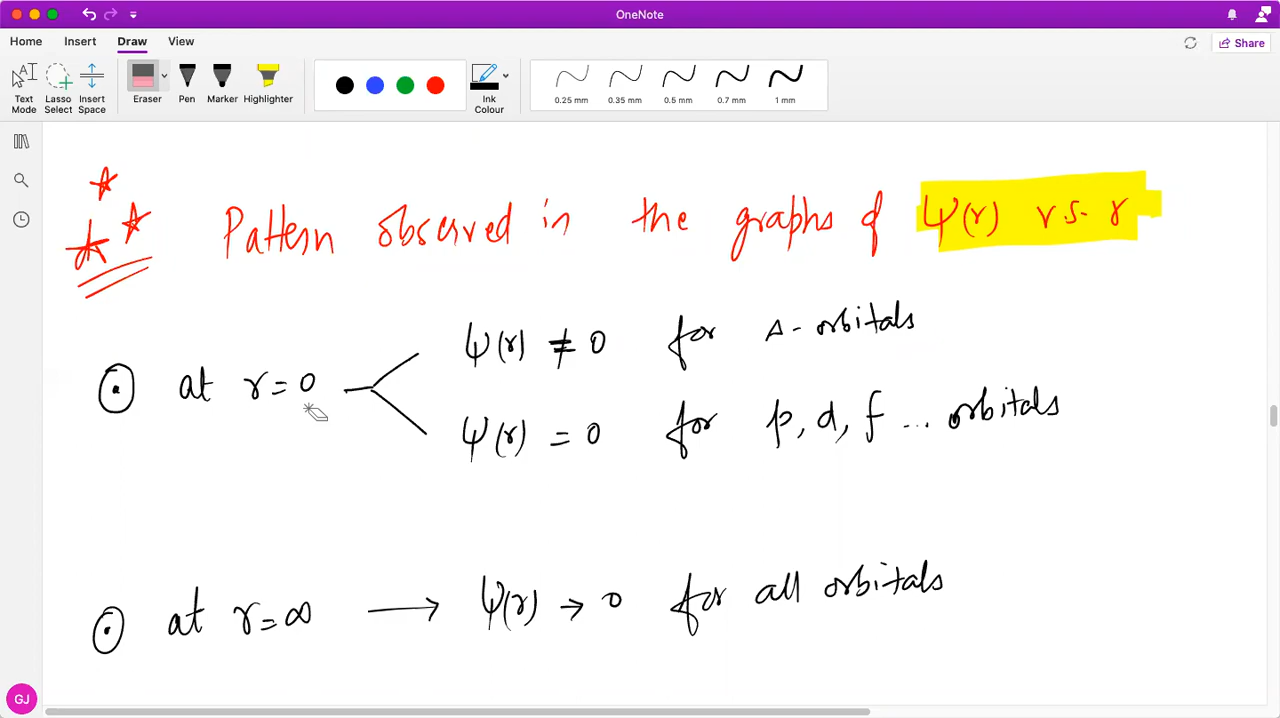 OneNote
Home Insert Draw View
Share
Text Mode
Lasso Select
Insert Space
Eraser
Pen
Marker
Highlighter
Ink Colour
0.25 mm 0.35 mm 0.5 mm 0.7 mm 1 mm
Pattern observed in the graphs of Ψ(r) vs. r
Ψ(r) ≠ 0 for s-orbitals
at r=0
Ψ(r) = 0 for p, d, f ... orbitals
at r=∞ → Ψ(r) → 0 for all orbitals
GJ